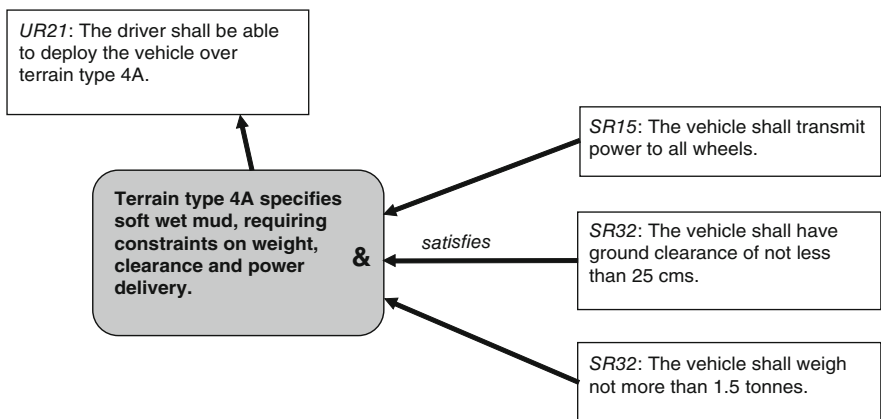 UR21: The driver shall be able
to deploy the vehicle over
terrain type 4A.
Terrain type 4A specifies
soft wet mud, requiring
constraints on weight,
clearance and power
delivery.
&
satisfies
SR15: The vehicle shall transmit
power to all wheels.
SR32: The vehicle shall have
ground clearance of not less
than 25 cms.
SR32: The vehicle shall weigh
not more than 1.5 tonnes.